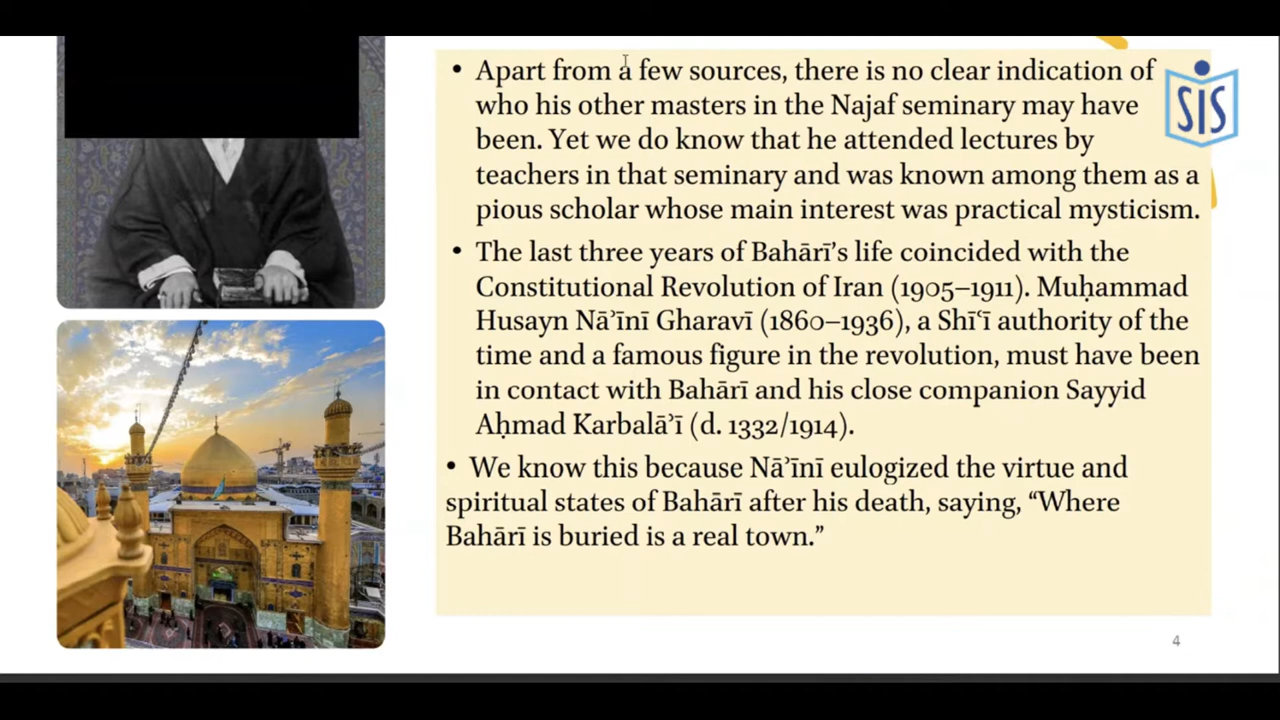 • Apart from a few sources, there is no clear indication of
who his other masters in the Najaf seminary may have
been. Yet we do know that he attended lectures by
teachers in that seminary and was known among them as a
pious scholar whose main interest was practical mysticism.
• The last three years of Bahārī’s life coincided with the
Constitutional Revolution of Iran (1905–1911). Muḥammad
Husayn Nāʾīnī Gharavī (1860–1936), a Shīʿī authority of the
time and a famous figure in the revolution, must have been
in contact with Bahārī and his close companion Sayyid
Aḥmad Karbalāʾī (d. 1332/1914).
• We know this because Nāʾīnī eulogized the virtue and
spiritual states of Bahārī after his death, saying, “Where
Bahārī is buried is a real town.”
SIS
4